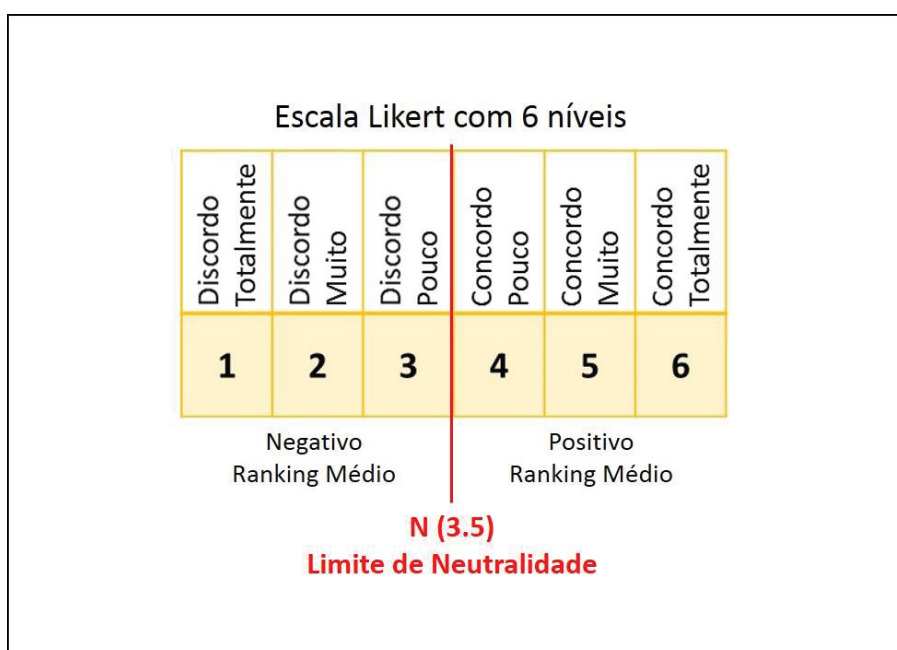 Escala Likert com 6 níveis
Discordo
Totalmente
Discordo
Muito
Discordo
Pouco
Concordo
Pouco
Concordo
Muito
Concordo
Totalmente
1 2 3 4 5 6
Negativo
Ranking Médio
Positivo
Ranking Médio
N (3.5)
Limite de Neutralidade